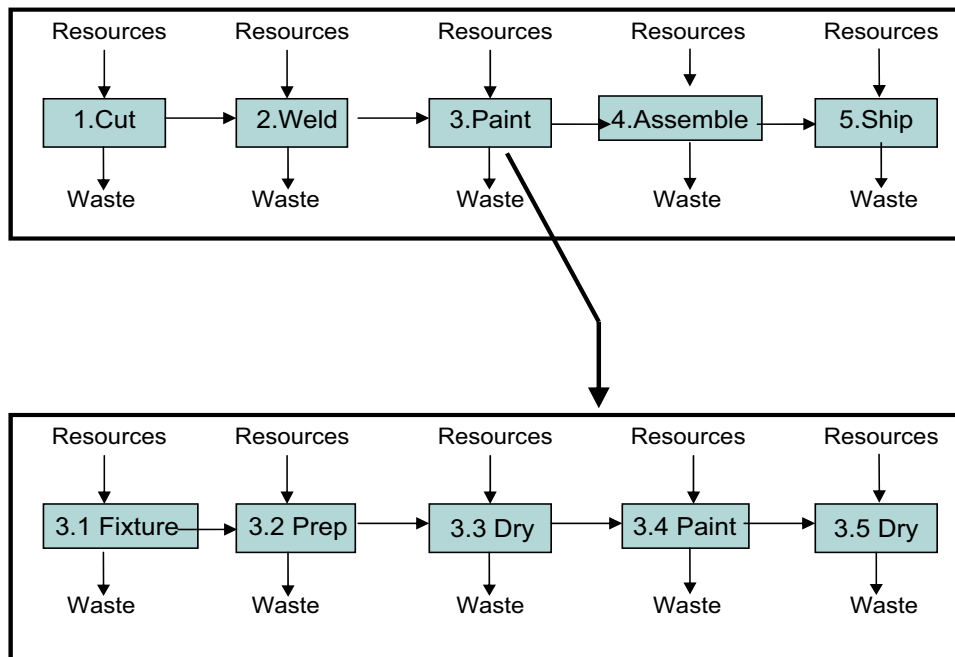 Resources Resources Resources Resources Resources
1.Cut 2.Weld 3.Paint 4.Assemble 5.Ship
Waste Waste Waste Waste Waste
Resources Resources Resources Resources Resources
3.1 Fixture 3.2 Prep 3.3 Dry 3.4 Paint 3.5 Dry
Waste Waste Waste Waste Waste